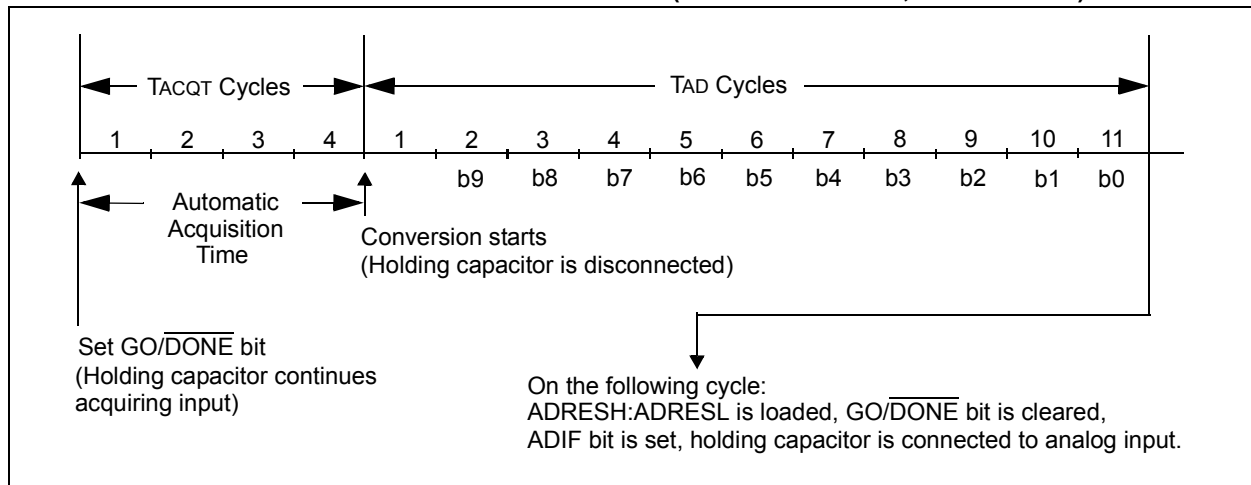 TACQT Cycles
TAD Cycles
1 2 3 4 1 2 3 4 5 6 7 8 9 10 11
b9 b8 b7 b6 b5 b4 b3 b2 b1 b0
Automatic
Acquisition
Time
Conversion starts
(Holding capacitor is disconnected)
Set GO/DONE bit
(Holding capacitor continues
acquiring input)
On the following cycle:
ADRESH:ADRESL is loaded, GO/DONE bit is cleared,
ADIF bit is set, holding capacitor is connected to analog input.